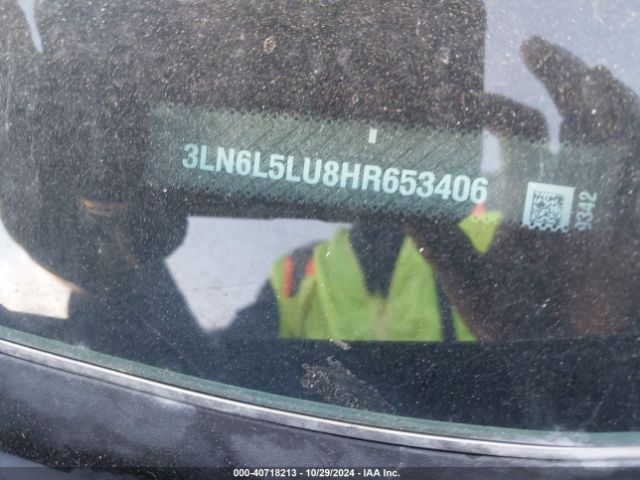 3LN6L5LU8HR653406
9342
000-40718213 - 10/29/2024 - IAA Inc.